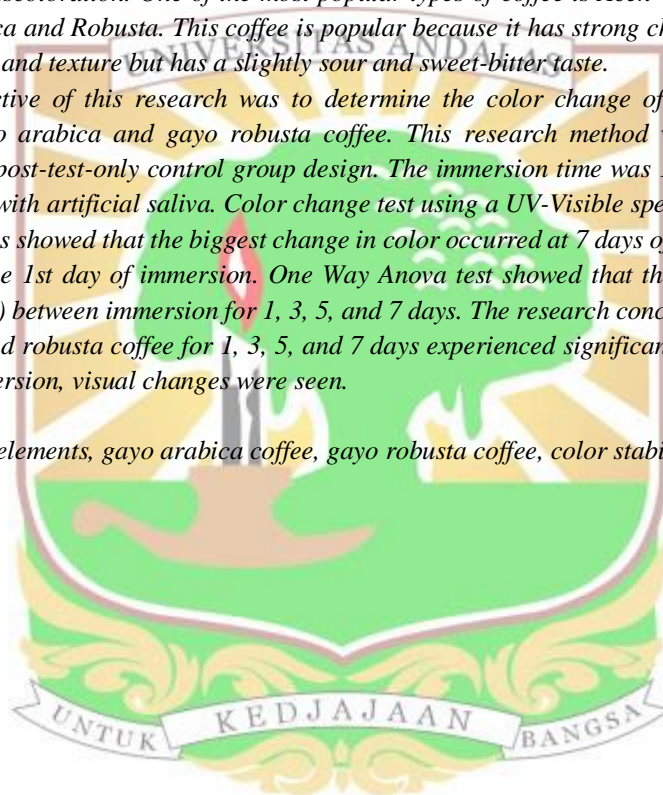 scoloration. One of the most popular types of coffee is Aceh
ca and Robusta. This coffee is popular because it has strong ch
UNIVERSITAS ANDALAS
and texture but has a slightly sour and sweet-bitter taste.
ctive of this research was to determine the color change of
o arabica and gayo robusta coffee. This research method
post-test-only control group design. The immersion time was
with artificial saliva. Color change test using a UV-Visible spe
s showed that the biggest change in color occurred at 7 days of
e 1st day of immersion. One Way Anova test showed that th
) between immersion for 1, 3, 5, and 7 days. The research conc
d robusta coffee for 1, 3, 5, and 7 days experienced significan
ersion, visual changes were seen.
elements, gayo arabica coffee, gayo robusta coffee, color stabi
UNTUK KEDJAJAAN BANGSA